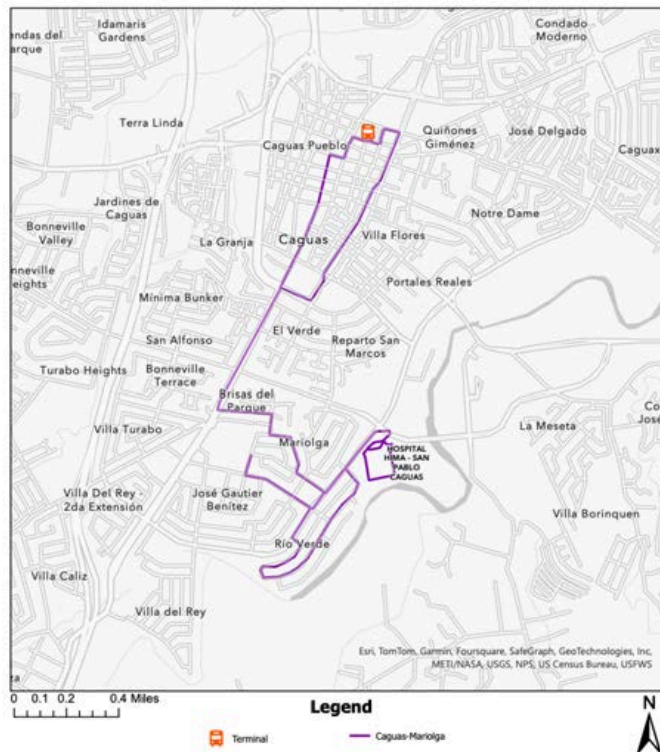 Idamaris
Gardens
endas del
arque
Condado
Moderno
Terra Linda
Caguas Pueblo
Quiñones
Giménez
José Delgado
Caguax
Jardines de
Caguas
Bonneville
Valley
La Granja
Caguas
Villa Flores
Notre Dame
nneville
eights
Mínima Bunker
Portales Reales
El Verde
San Alfonso
Reparto San
Marcos
Turabo Heights
Bonneville
Terrace
Brisas del
Parque
Co
José
La Meseta
Villa Turabo
Mariolga
HOSPITAL
HIMA - SAN
PABLO
CAGUAS
Villa Del Rey -
2da Extensión
José Gautier
Benítez
Villa Borinquen
Río Verde
Villa Caliz
Villa del Rey
Esri, TomTom, Garmin, Foursquare, SafeGraph, GeoTechnologies, Inc,
METI/NASA, USGS, NPS, US Census Bureau, USFWS
za
0 0.1 0.2 0.4 Miles
Legend
N
Terminal
Caguas-Mariolga